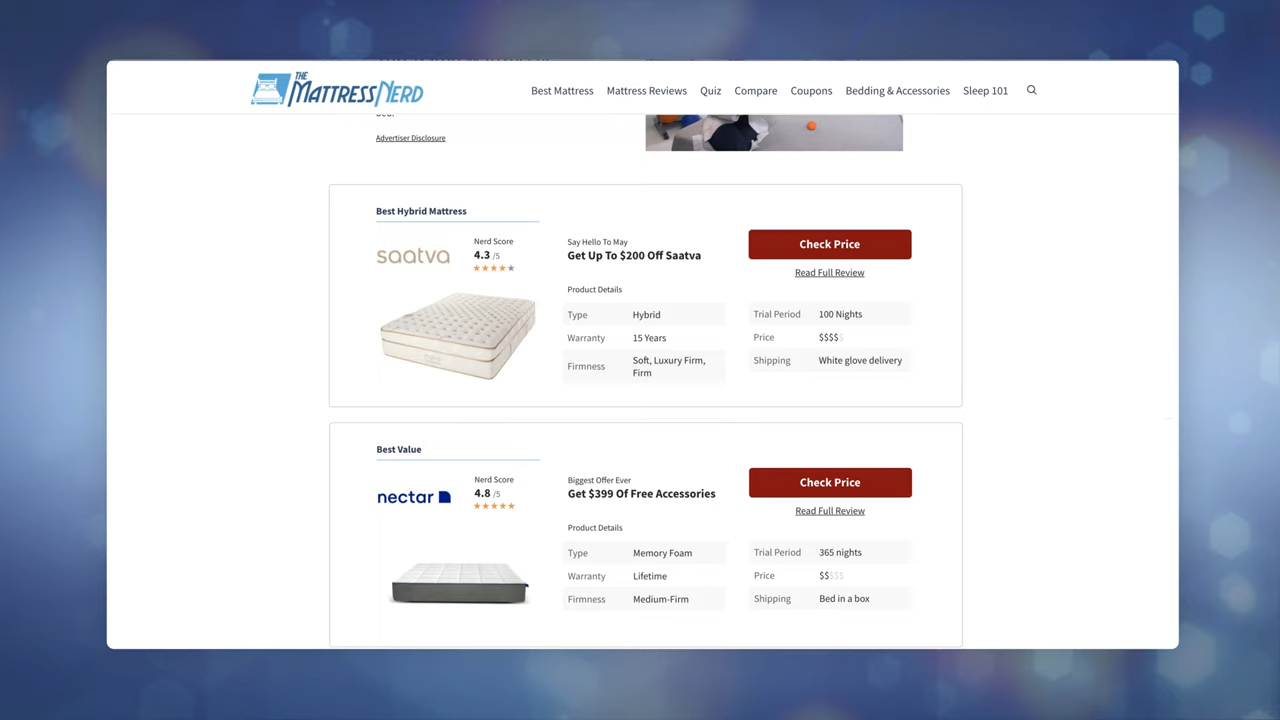 THE MATTRESS NERD
Best Mattress
Mattress Reviews
Quiz
Compare
Coupons
Bedding & Accessories
Sleep 101
Advertiser Disclosure
Best Hybrid Mattress
saatva
Nerd Score
4.3 /5
Say Hello To May
Get Up To $200 Off Saatva
Check Price
Read Full Review
Product Details
Type Hybrid
Warranty 15 Years
Firmness Soft, Luxury Firm,
Firm
Trial Period 100 Nights
Price $$$$$
Shipping White glove delivery
Best Value
nectar
Nerd Score
4.8 /5
Biggest Offer Ever
Get $399 Of Free Accessories
Check Price
Read Full Review
Product Details
Type Memory Foam
Warranty Lifetime
Firmness Medium-Firm
Trial Period 365 nights
Price $$$$$
Shipping Bed in a box